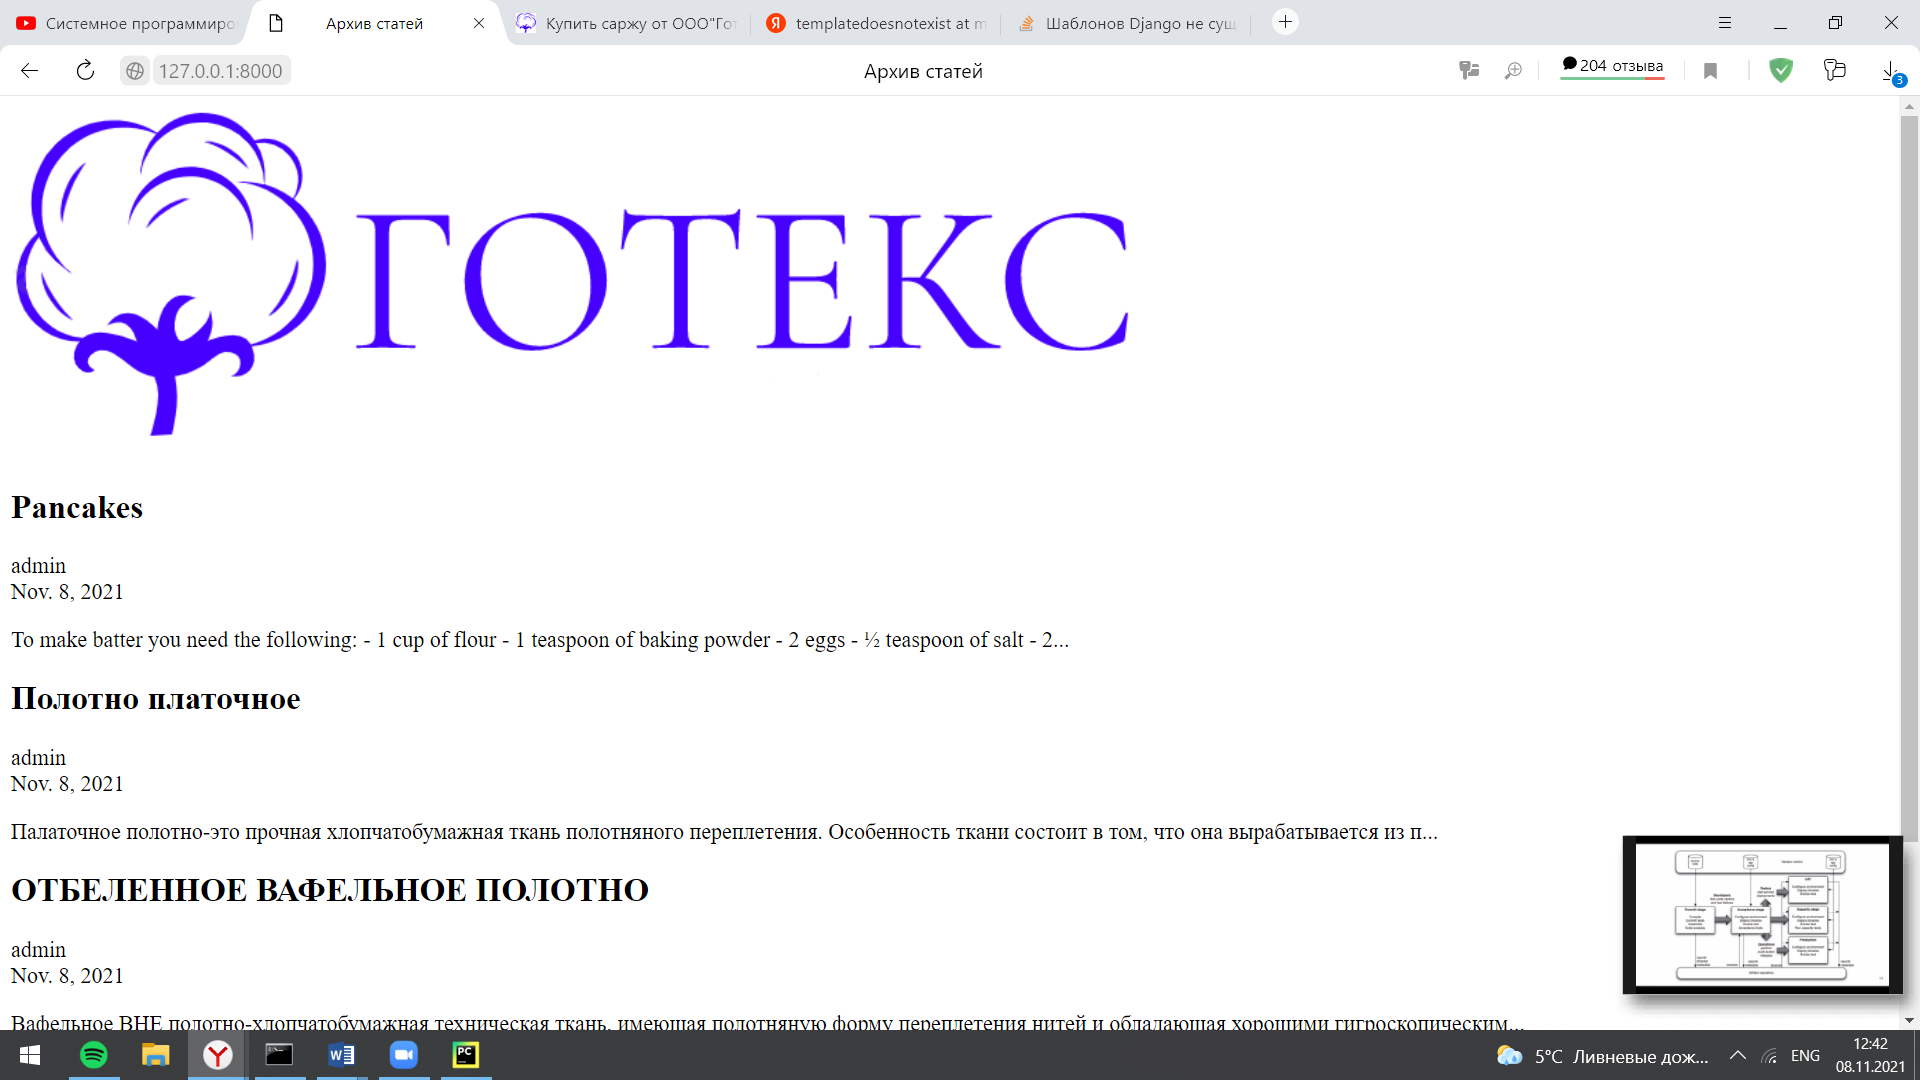 Системное программиро
Архив статей
Купить саржу от ООО"Гот
templatedoesnotexist at m
Шаблонов Django не сущ
127.0.0.1:8000
Архив статей
204 отзыва
3
ГОТЕКС
Pancakes
admin
Nov. 8, 2021
To make batter you need the following: - 1 cup of flour - 1 teaspoon of baking powder - 2 eggs - ½ teaspoon of salt - 2...
Полотно платочное
admin
Nov. 8, 2021
Палаточное полотно-это прочная хлопчатобумажная ткань полотняного переплетения. Особенность ткани состоит в том, что она вырабатывается из п...
ОТБЕЛЕННОЕ ВАФЕЛЬНОЕ ПОЛОТНО
admin
Nov. 8, 2021
Вафельное ВНЕ полотно-хлопчатобумажная техническая ткань, имеющая полотняную форму переплетения нитей и обладающая хорошими гигроскопическим...
5°C Ливневые дож...
ENG
12:42
08.11.2021